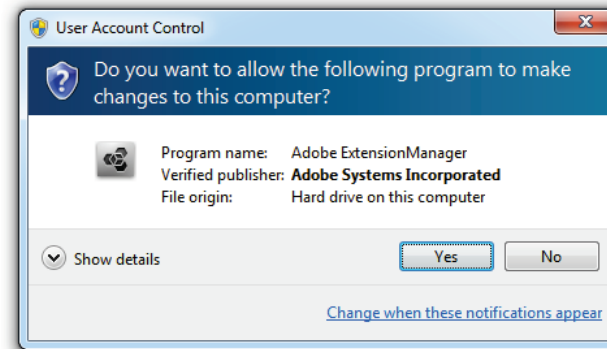 User Account Control
Do you want to allow the following program to make
changes to this computer?
Program name: Adobe ExtensionManager
Verified publisher: Adobe Systems Incorporated
File origin: Hard drive on this computer
Show details
Yes
No
Change when these notifications appear